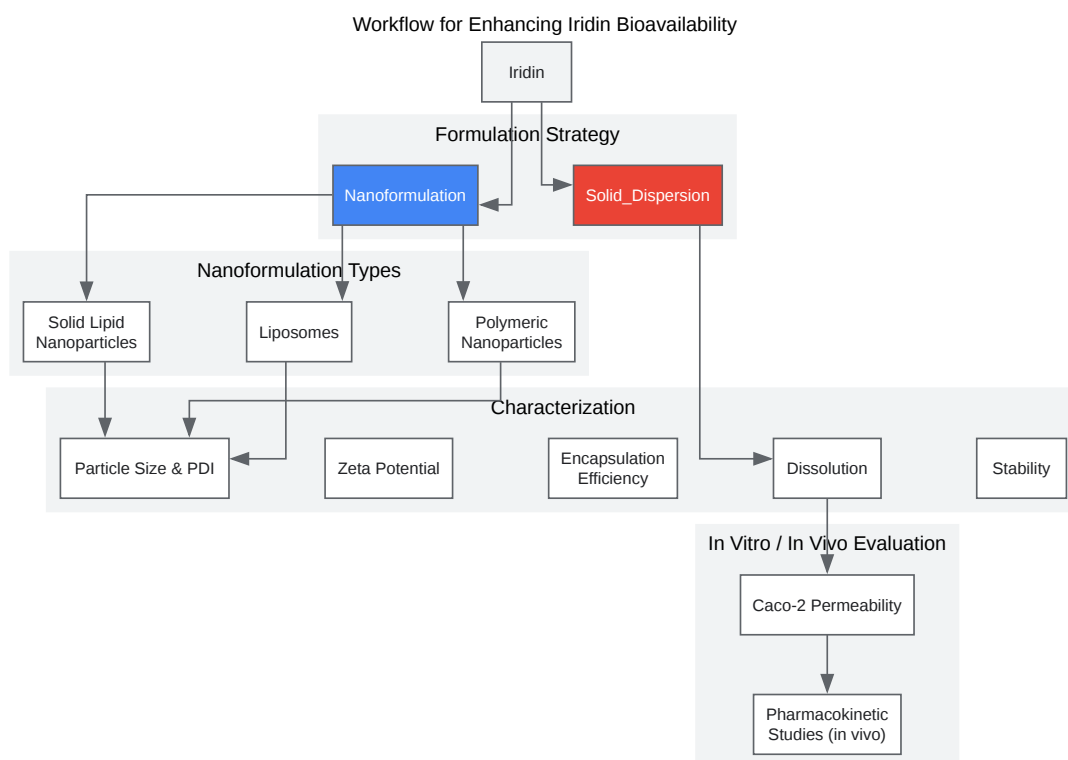 Workflow for Enhancing Iridin Bioavailability
Iridin
Formulation Strategy
Nanoformulation
Solid_Dispersion
Nanoformulation Types
Solid Lipid
Nanoparticles
Liposomes
Polymeric
Nanoparticles
Characterization
Particle Size & PDI
Zeta Potential
Encapsulation
Efficiency
Dissolution
Stability
In Vitro / In Vivo Evaluation
Caco-2 Permeability
Pharmacokinetic
Studies (in vivo)